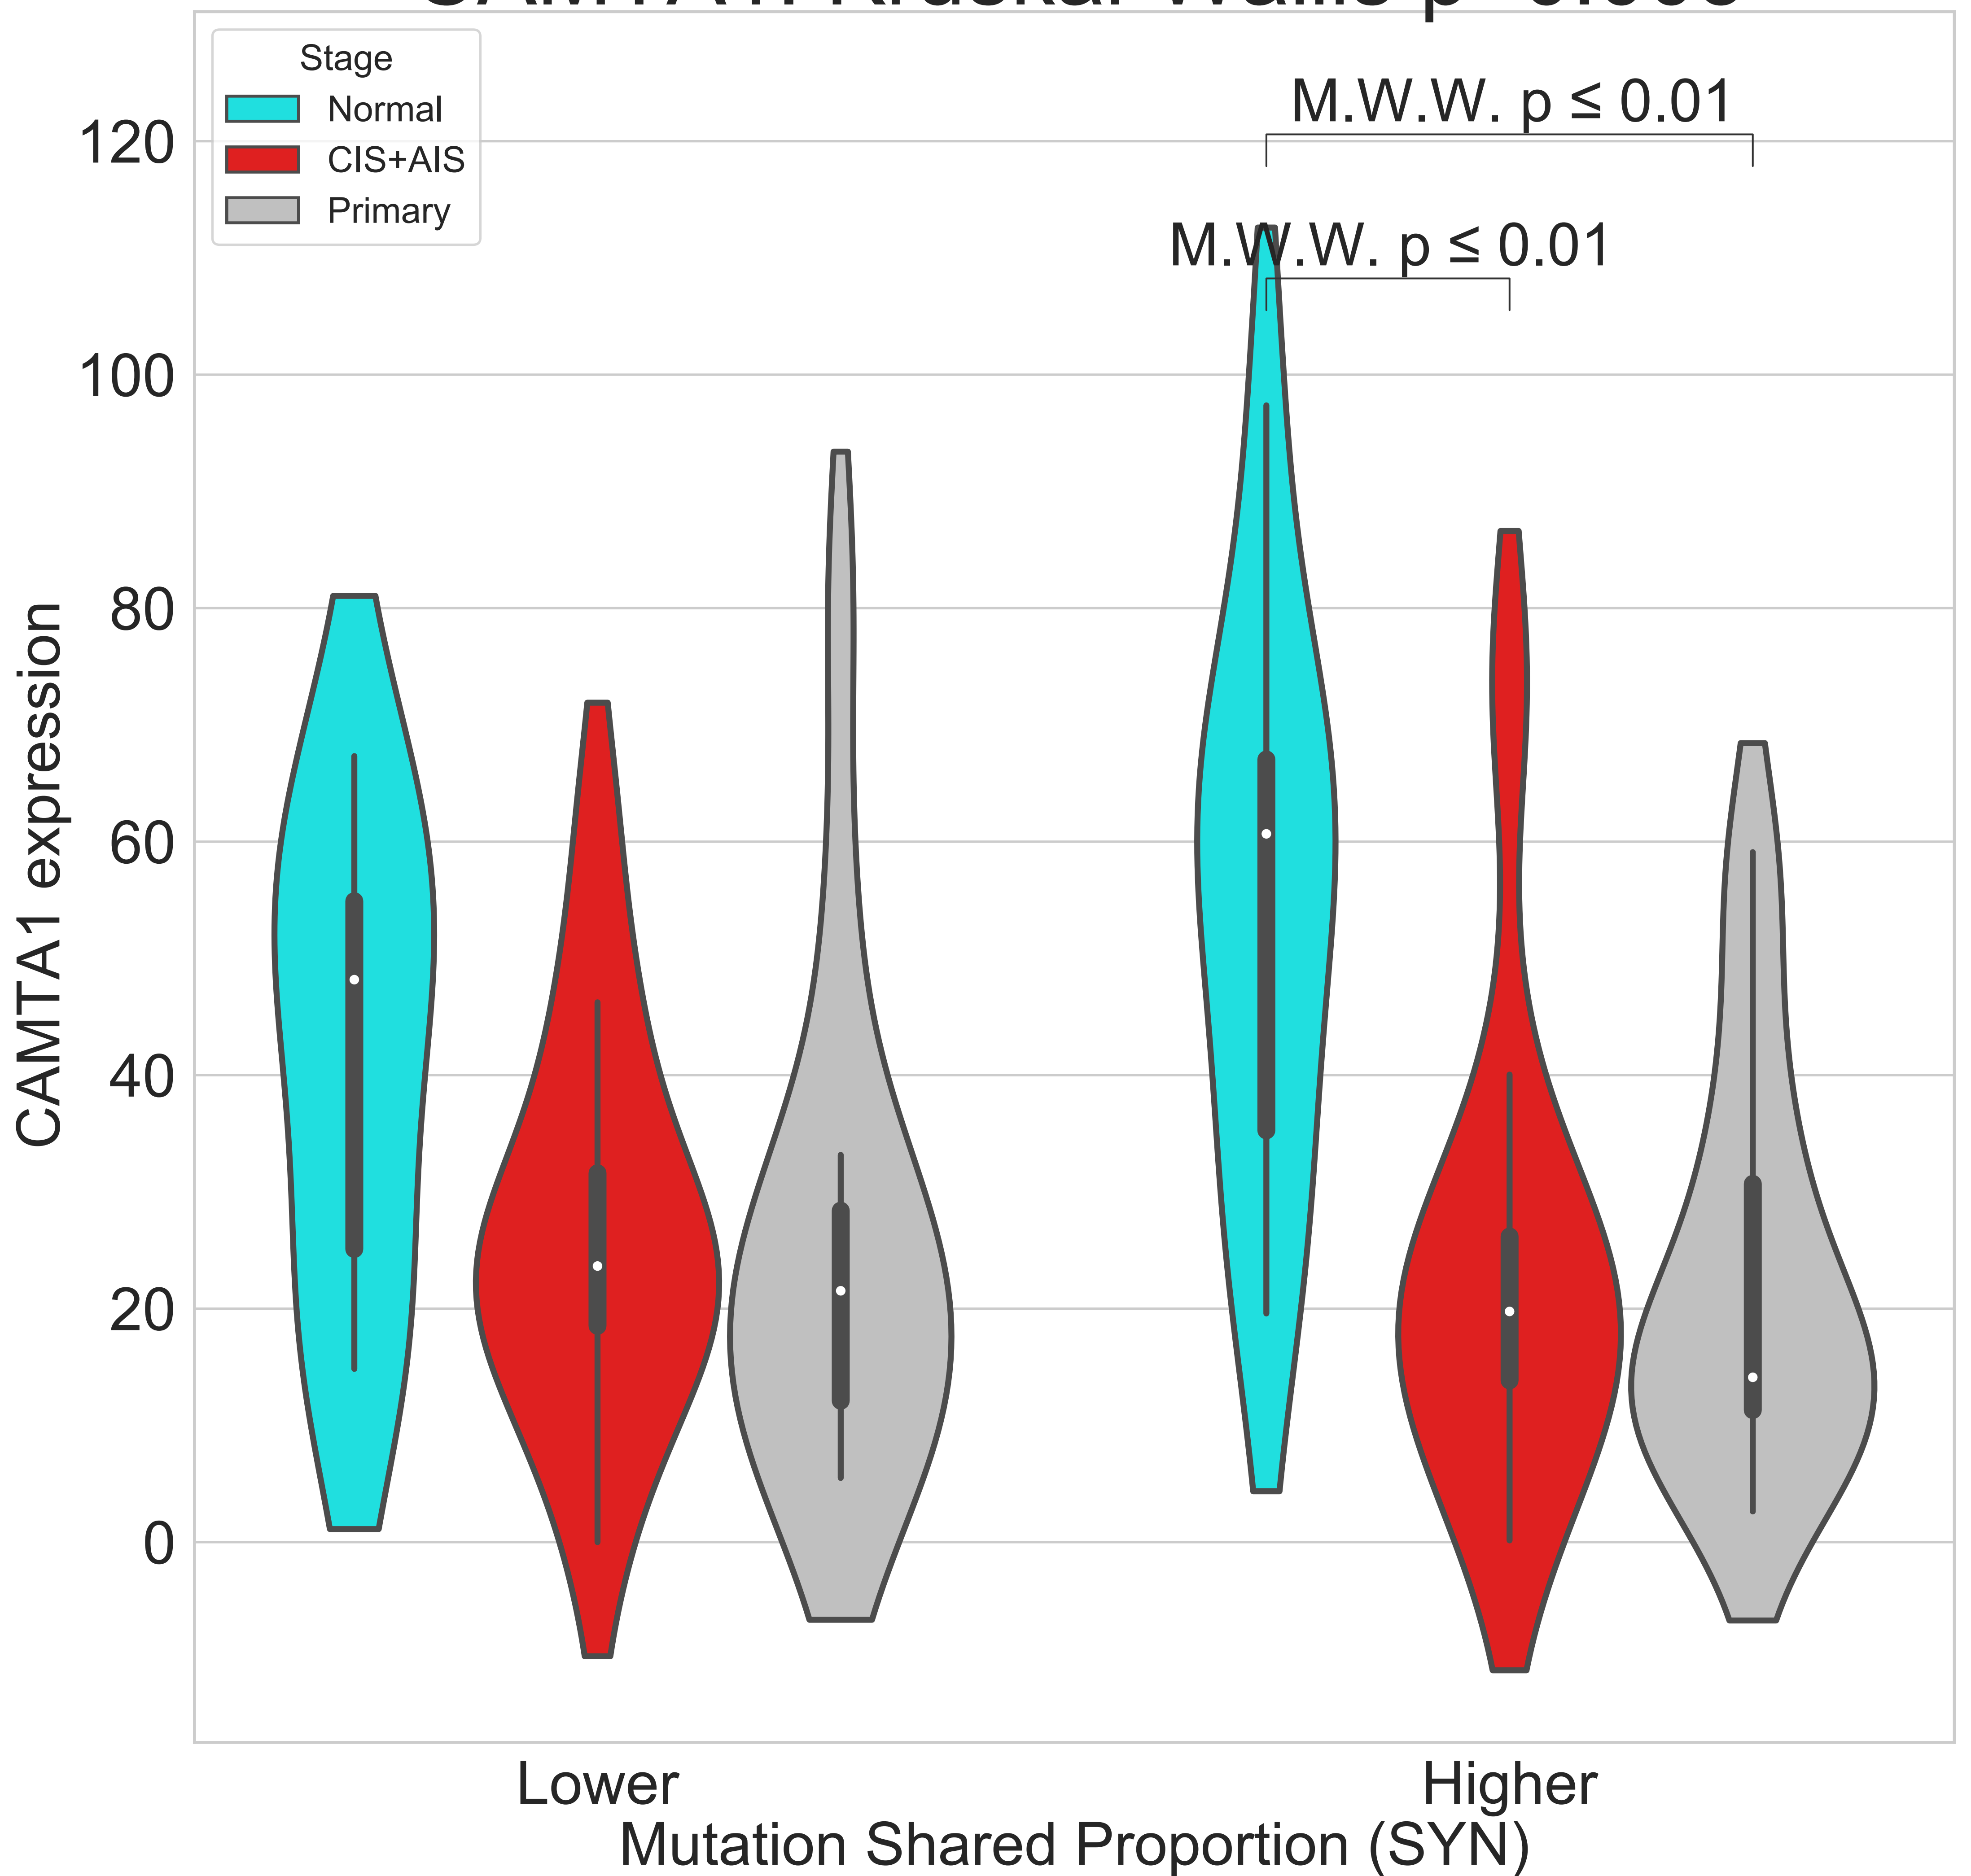 Stage
Normal
CIS+AIS
Primary
M.W.W. p ≤ 0.01
M.W.W. p ≤ 0.01
120
100
80
60
40
20
0
CAMTA1 expression
Lower
Higher
Mutation Shared Proportion (SYN)